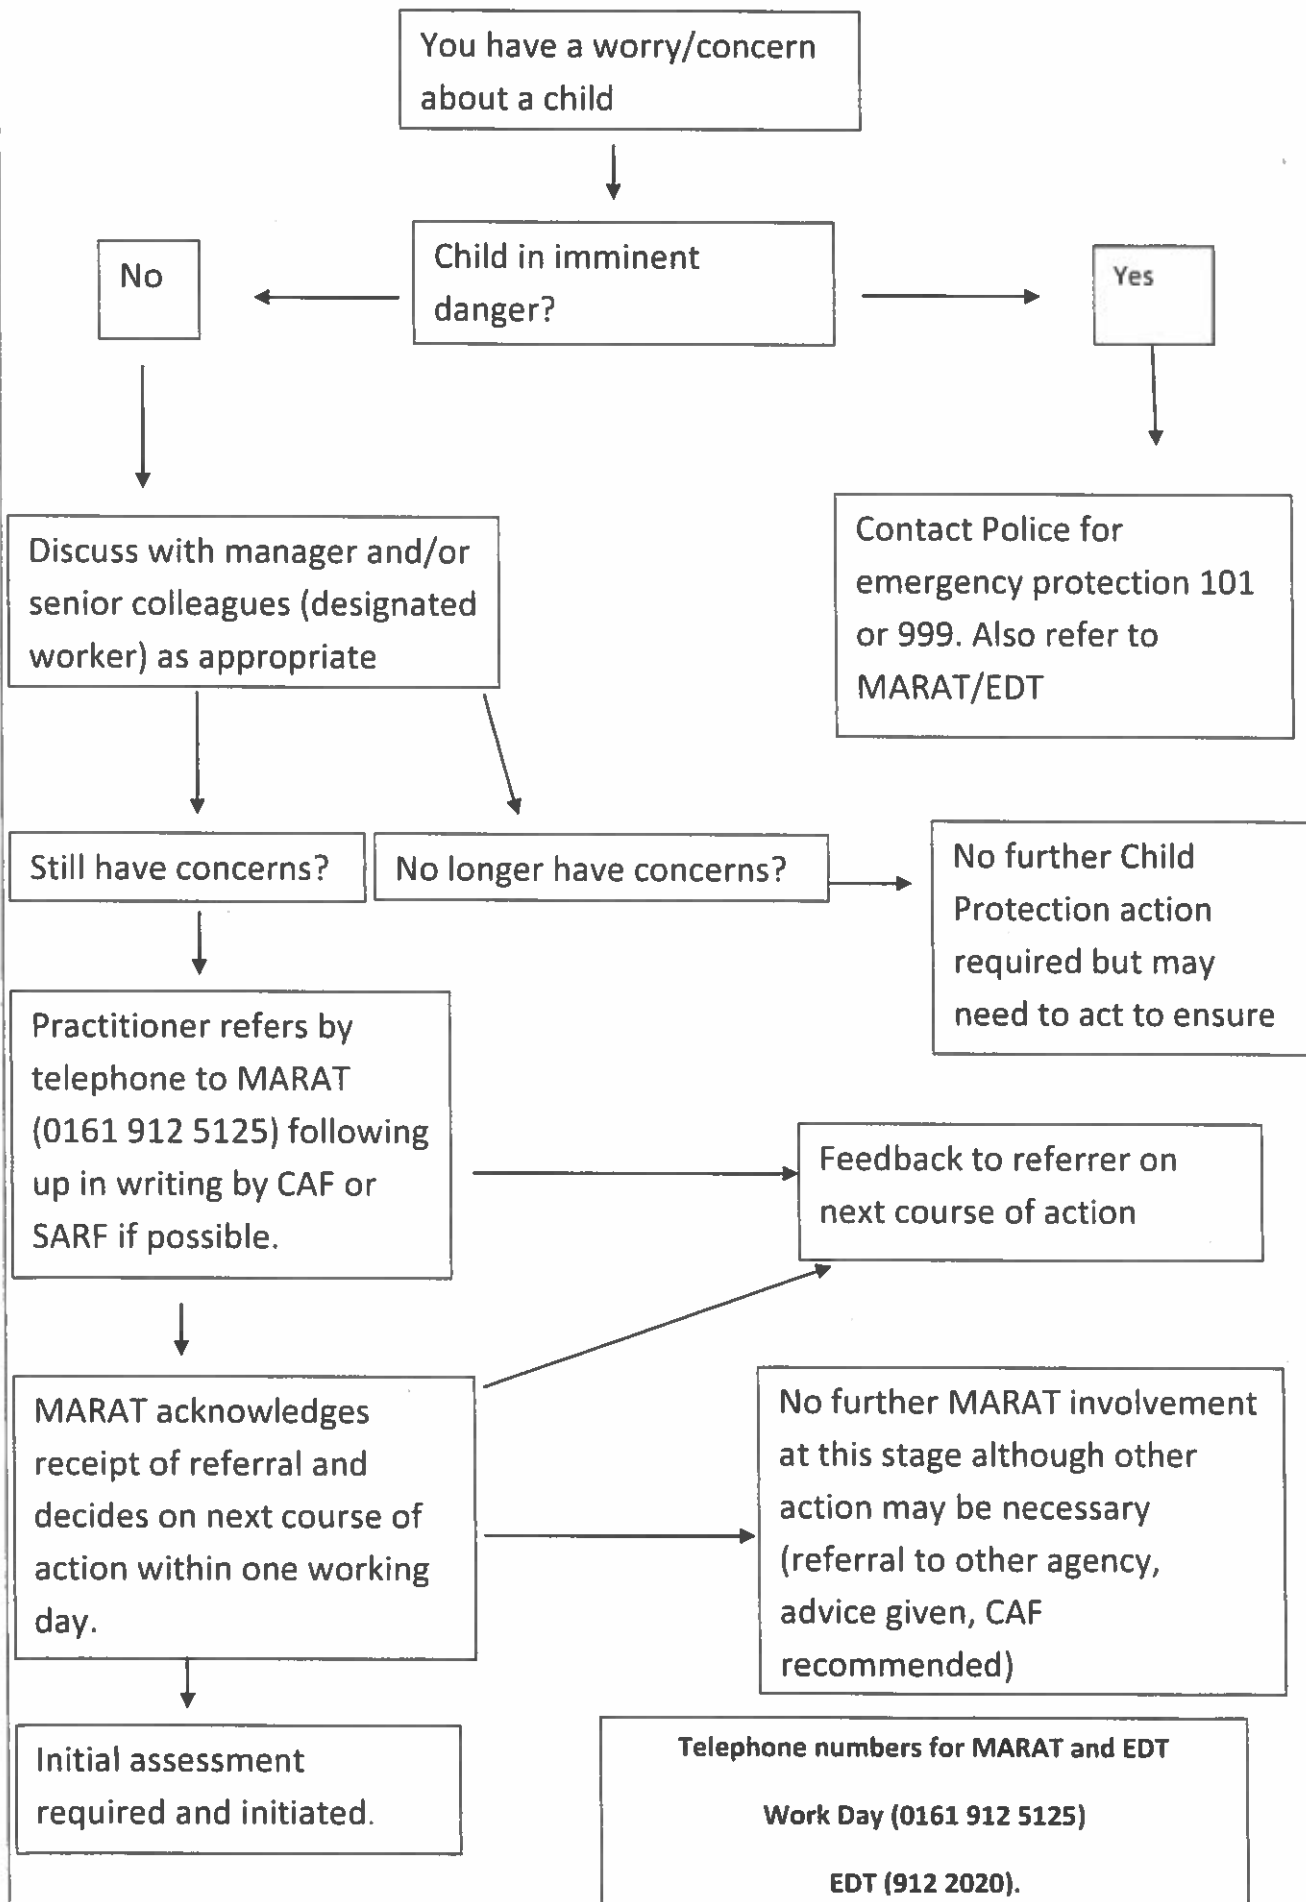 You have a worry/concern
about a child
No
Child in imminent
danger?
Yes
Discuss with manager and/or
senior colleagues (designated
worker) as appropriate
Contact Police for
emergency protection 101
or 999. Also refer to
MARAT/EDT
Still have concerns?
No longer have concerns?
No further Child
Protection action
required but may
need to act to ensure
Practitioner refers by
telephone to MARAT
(0161 912 5125) following
up in writing by CAF or
SARF if possible.
Feedback to referrer on
next course of action
MARAT acknowledges
receipt of referral and
decides on next course of
action within one working
day.
No further MARAT involvement
at this stage although other
action may be necessary
(referral to other agency,
advice given, CAF
recommended)
Initial assessment
required and initiated.
Telephone numbers for MARAT and EDT
Work Day (0161 912 5125)
EDT (912 2020).